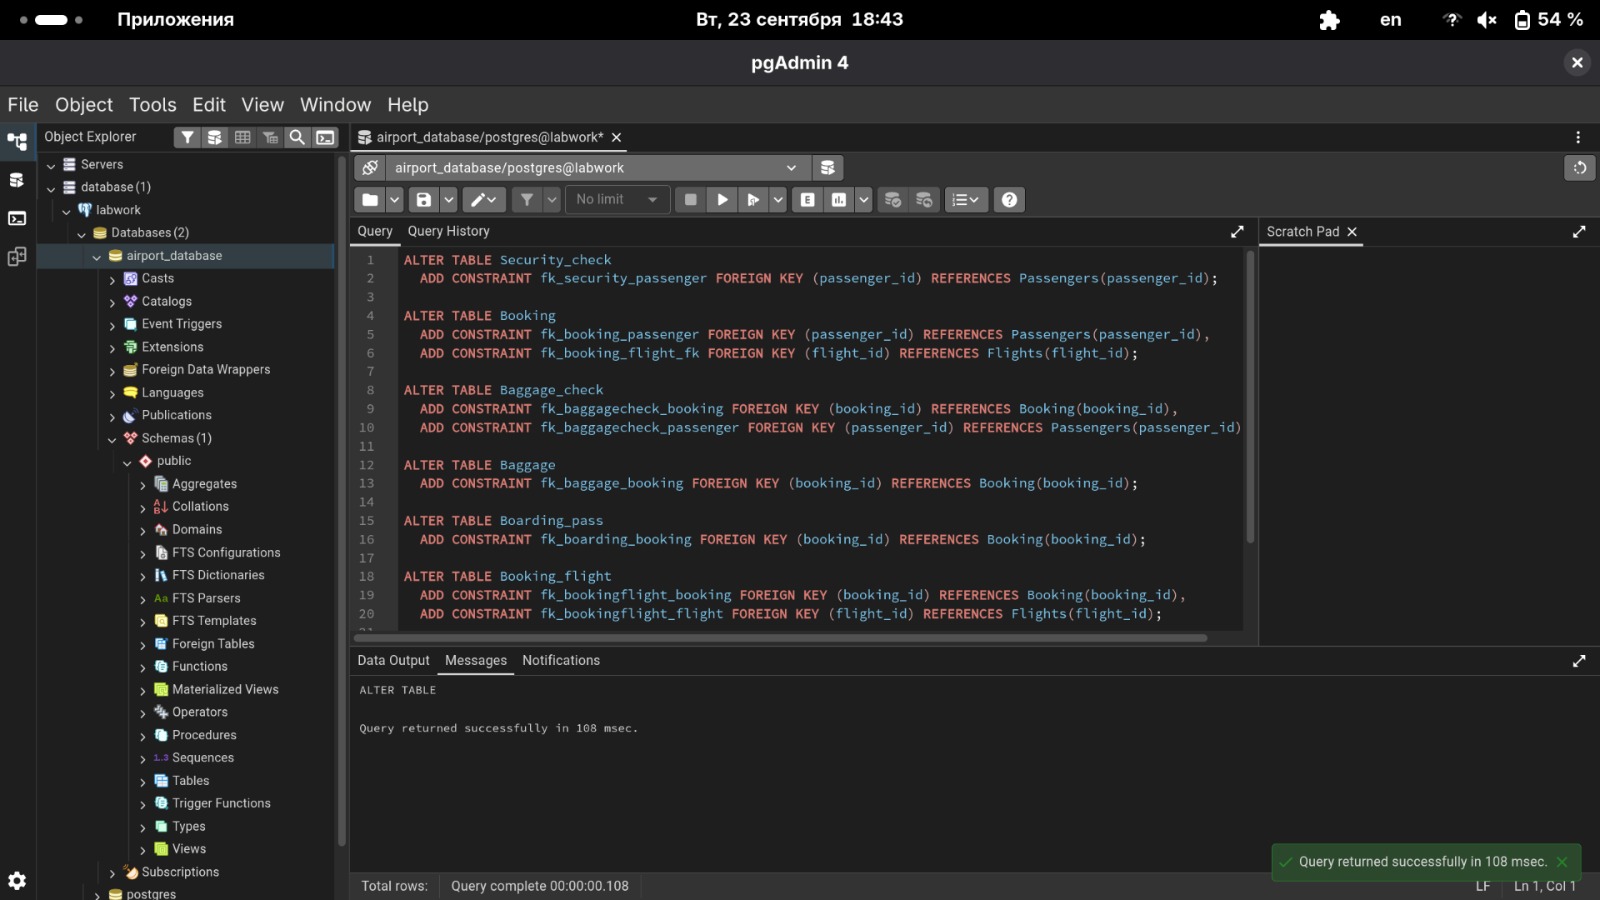 Приложения
Вт, 23 сентября 18:43
en
54 %
pgAdmin 4
File Object Tools Edit View Window Help
Object Explorer
Servers
database (1)
labwork
Databases (2)
airport_database
Casts
Catalogs
Event Triggers
Extensions
Foreign Data Wrappers
Languages
Publications
Schemas (1)
public
Aggregates
Collations
Domains
FTS Configurations
FTS Dictionaries
Aa FTS Parsers
FTS Templates
Foreign Tables
Functions
Materialized Views
Operators
Procedures
1..3 Sequences
Tables
Trigger Functions
Types
Views
Subscriptions
postgres
airport_database/postgres@labwork*
airport_database/postgres@labwork
No limit
E
Query Query History
1 ALTER TABLE Security_check
2 ADD CONSTRAINT fk_security_passenger FOREIGN KEY (passenger_id) REFERENCES Passengers(passenger_id);
3
4 ALTER TABLE Booking
5 ADD CONSTRAINT fk_booking_passenger FOREIGN KEY (passenger_id) REFERENCES Passengers(passenger_id),
6 ADD CONSTRAINT fk_booking_flight_fk FOREIGN KEY (flight_id) REFERENCES Flights(flight_id);
7
8 ALTER TABLE Baggage_check
9 ADD CONSTRAINT fk_baggagecheck_booking FOREIGN KEY (booking_id) REFERENCES Booking(booking_id),
10 ADD CONSTRAINT fk_baggagecheck_passenger FOREIGN KEY (passenger_id) REFERENCES Passengers(passenger_id)
11
12 ALTER TABLE Baggage
13 ADD CONSTRAINT fk_baggage_booking FOREIGN KEY (booking_id) REFERENCES Booking(booking_id);
14
15 ALTER TABLE Boarding_pass
16 ADD CONSTRAINT fk_boarding_booking FOREIGN KEY (booking_id) REFERENCES Booking(booking_id);
17
18 ALTER TABLE Booking_flight
19 ADD CONSTRAINT fk_bookingflight_booking FOREIGN KEY (booking_id) REFERENCES Booking(booking_id),
20 ADD CONSTRAINT fk_bookingflight_flight FOREIGN KEY (flight_id) REFERENCES Flights(flight_id);
Scratch Pad
Data Output Messages Notifications
ALTER TABLE
Query returned successfully in 108 msec.
Query returned successfully in 108 msec.
Total rows: Query complete 00:00:00.108
LF Ln 1, Col 1